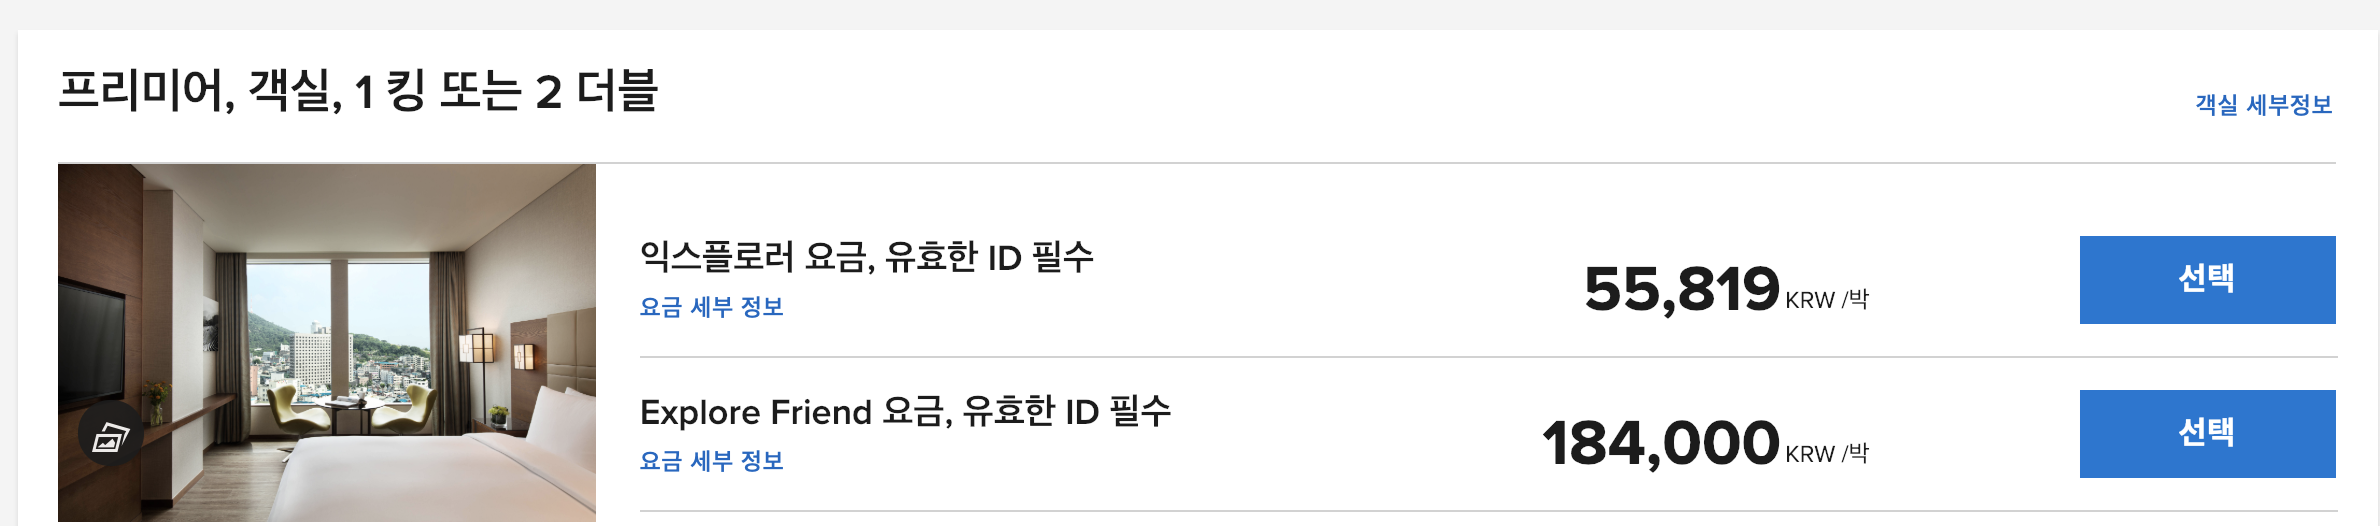 프리미어, 객실, 1 킹 또는 2 더블
객실 세부정보
익스플로러 요금, 유효한 ID 필수
요금 세부 정보
55,819 KRW /박
선택
Explore Friend 요금, 유효한 ID 필수
요금 세부 정보
184,000 KRW /박
선택